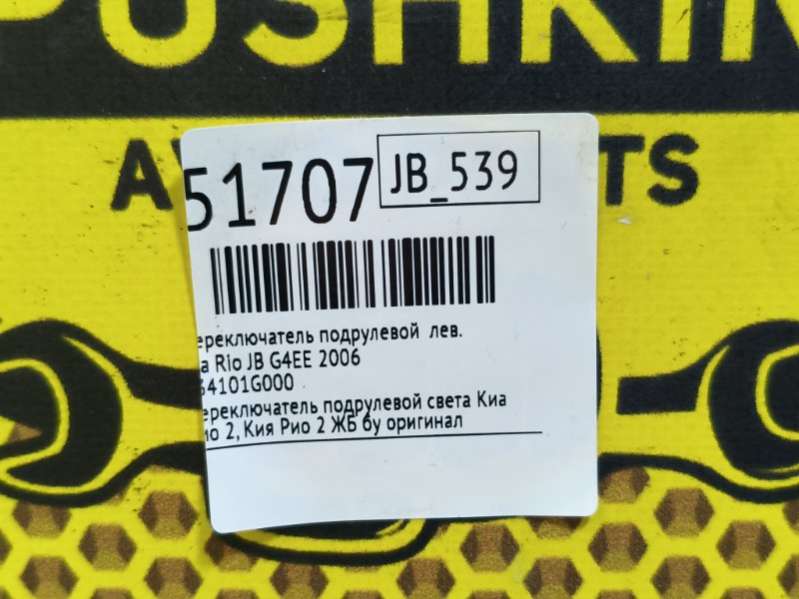 PUSHKIN
TS
51707 JB_539
ереключатель подрулевой лев.
a Rio JB G4EE 2006
34101G000
ереключатель подрулевой света Киа
ио 2, Кия Рио 2 ЖБ бу оригинал